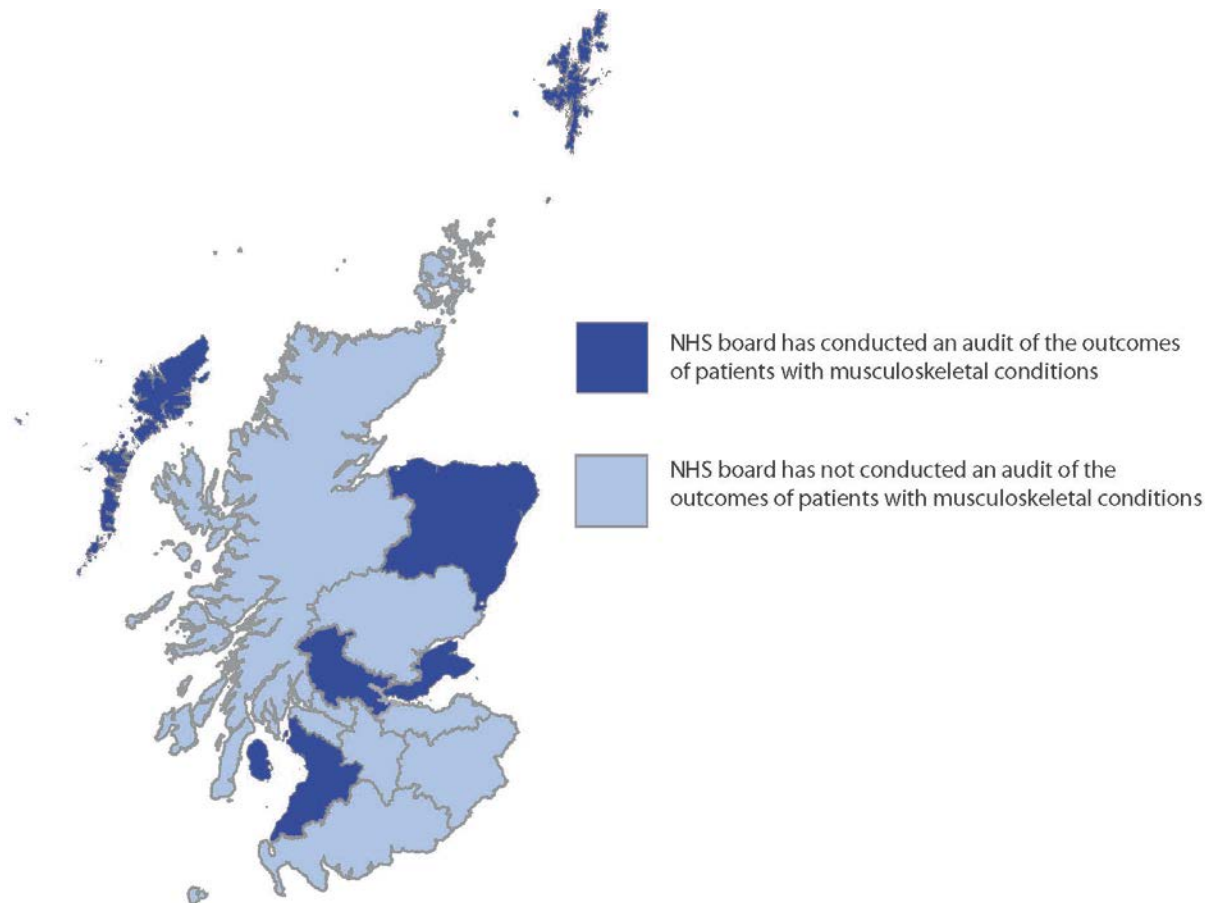 NHS board has conducted an audit of the outcomes
of patients with musculoskeletal conditions
NHS board has not conducted an audit of the
outcomes of patients with musculoskeletal conditions